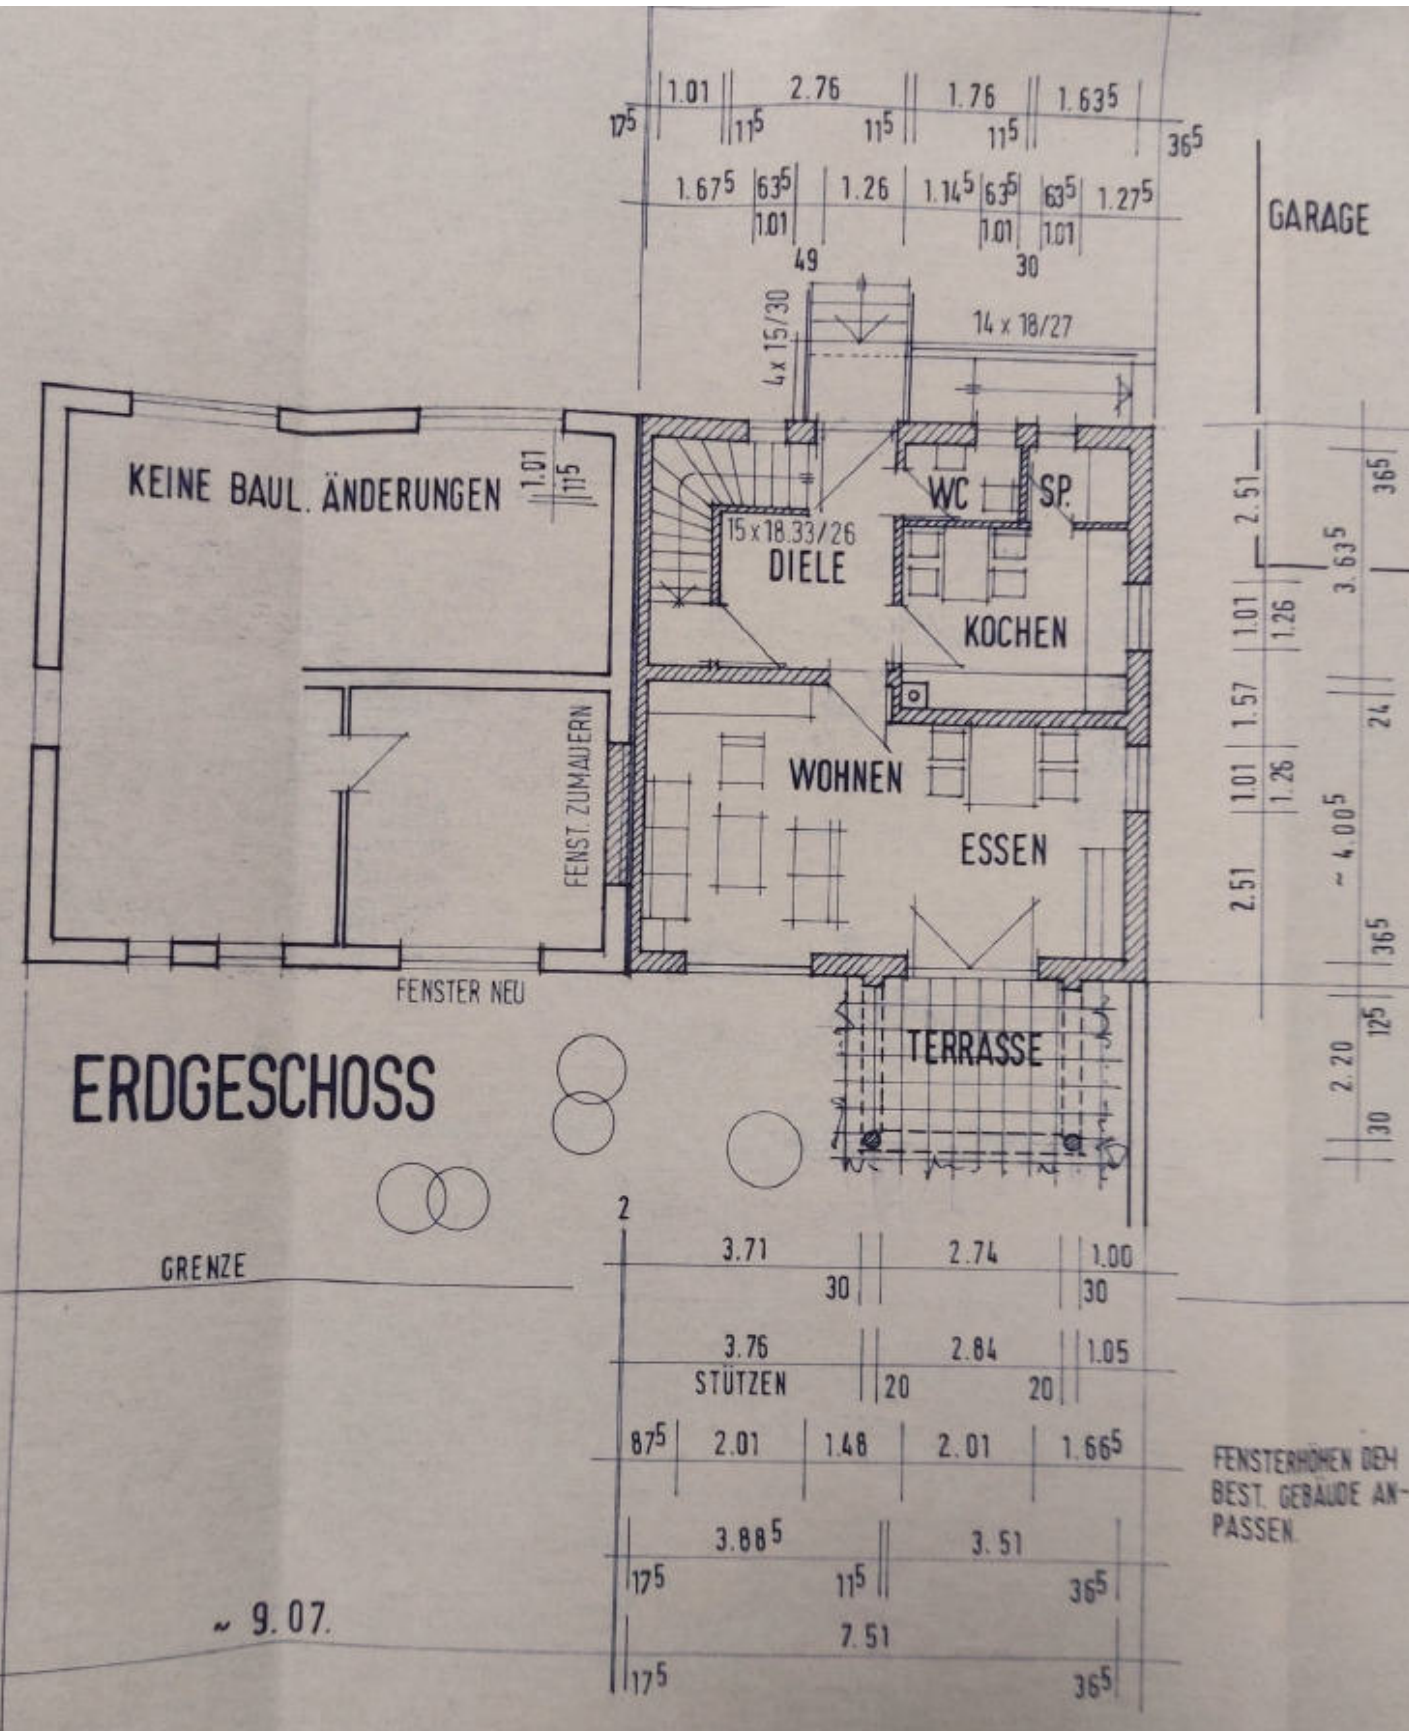 1.01 2.76 1.76 1.63⁵
17⁵ 11⁵ 11⁵ 11⁵ 36⁵
1.67⁵ 63⁵ 1.26 1.14⁵ 63⁵ 63⁵ 1.27⁵
1.01 1.01 1.01
49 30
GARAGE
4 x 15/30
14 x 18/27
KEINE BAUL. ÄNDERUNGEN
1.01
11⁵
WC
SP.
15 x 18.33/26
DIELE
KOCHEN
FENST. ZUMAUERN
WOHNEN
ESSEN
FENSTER NEU
TERRASSE
ERDGESCHOSS
GRENZE
2.51
1.01
1.26
1.57
1.01
1.26
2.51
36⁵
3.63⁵
24
~ 4.00⁵
36⁵
12⁵
2.20
30
2
3.71 2.74 1.00
30 30
3.76 2.84 1.05
STÜTZEN 20 20
87⁵ 2.01 1.48 2.01 1.66⁵
FENSTERHÖHEN DEM
BEST. GEBÄUDE AN-
PASSEN.
3.88⁵ 3.51
17⁵ 11⁵ 36⁵
~ 9.07.
7.51
17⁵ 36⁵